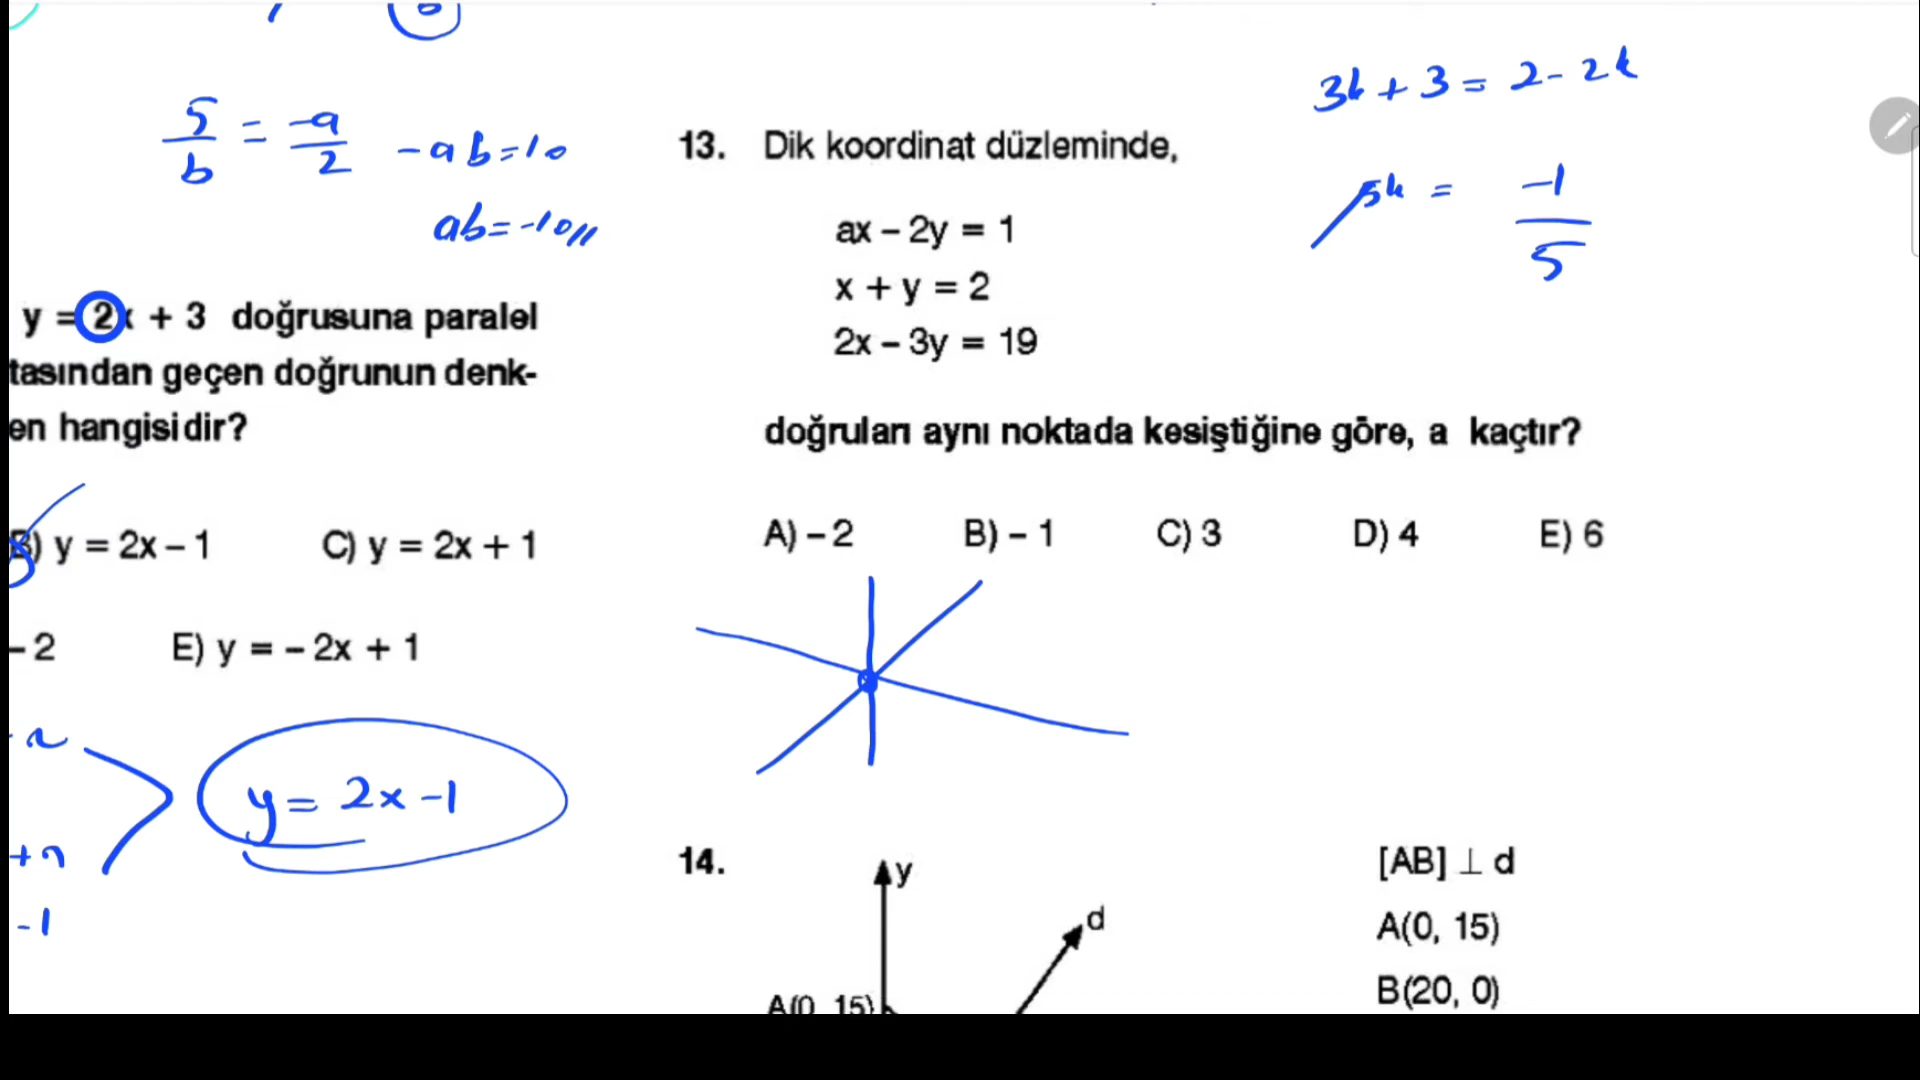 5/b = -a/2 -ab=10
ab=-10
y = 2x + 3 doğrusuna paralel
tasından geçen doğrunun denk-
en hangisidir?
B) y = 2x – 1 C) y = 2x + 1
– 2 E) y = – 2x + 1
y = 2x -1
+n
-1
3k + 3 = 2 - 2k
5k = -1/5
13. Dik koordinat düzleminde,
ax – 2y = 1
x + y = 2
2x – 3y = 19
doğruları aynı noktada kesiştiğine göre, a kaçtır?
A) – 2 B) – 1 C) 3 D) 4 E) 6
14.
y
d
A(0, 15)
[AB] ⊥ d
A(0, 15)
B(20, 0)